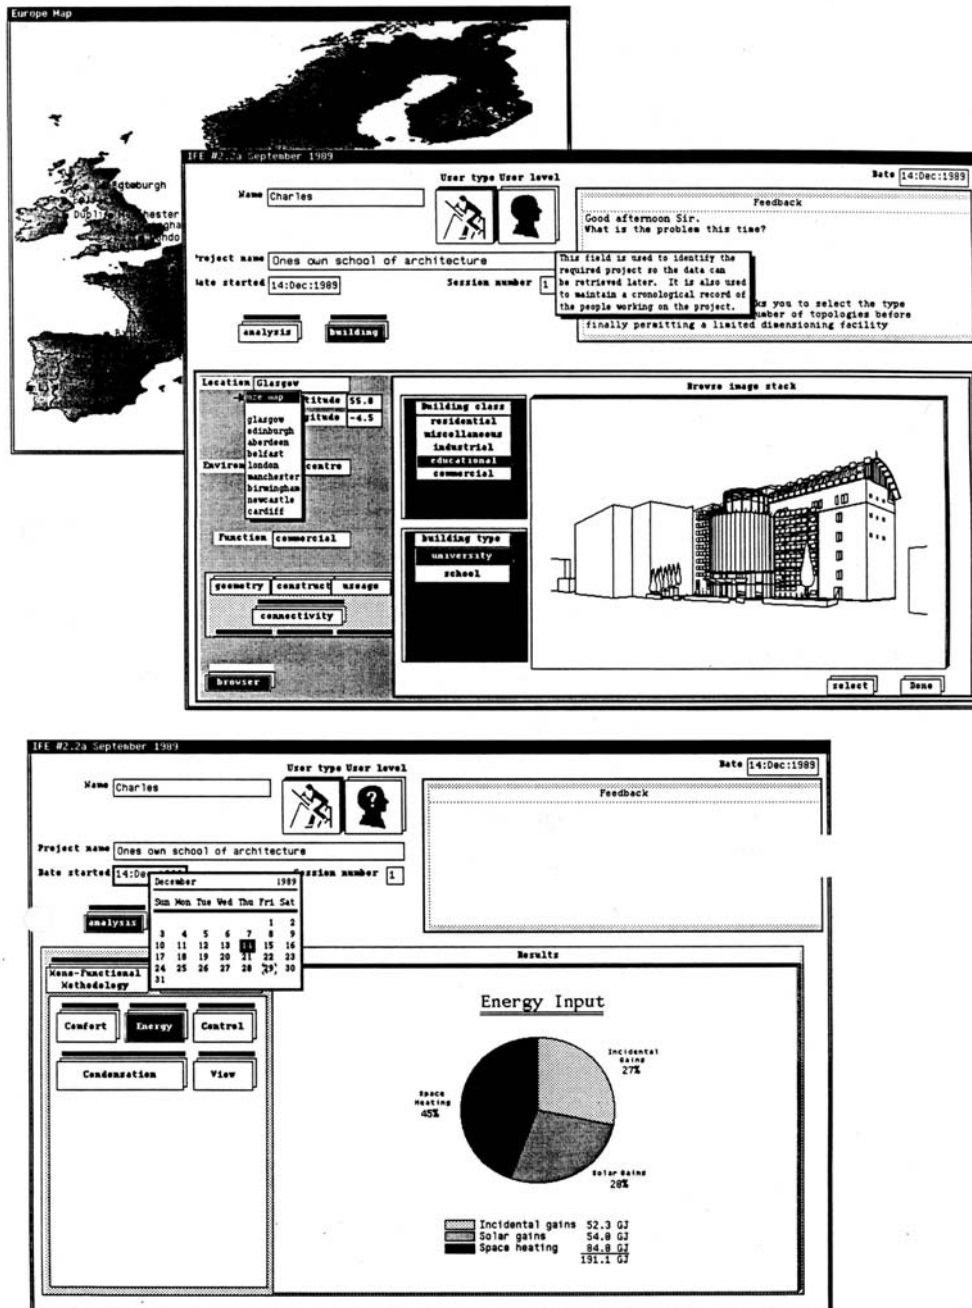 Europe Map
Edinburgh
Manchester
IFE #2.2a September 1989
User type User level
Date 14:Dec:1989
Name Charles
Feedback
Good afternoon Sir.
What is the problem this time?
Project name Ones own school of architecture
This field is used to identify the
required project so the data can
be retrieved later. It is also used
to maintain a cronological record of
the people working on the project.
Date started 14:Dec:1989
Session number 1
ks you to select the type
umber of topologies before
finally permitting a limited dimensioning facility
analysis
building
Location Glasgow
use map
titude 55.8
gitude -4.5
glasgow
edinburgh
aberdeen
belfast
london
manchester
birmingham
newcastle
cardiff
Environ
centre
Function commercial
geometry construct useage
connectivity
browser
Browse image stack
Building class
residential
miscellaneous
industrial
educational
commercial
building type
university
school
select
Done
IFE #2.2a September 1989
User type User level
Date 14:Dec:1989
Name Charles
?
Feedback
Project name Ones own school of architecture
Date started 14:De
Session number 1
analysis
December 1989
Sun Mon Tue Wed Thu Fri Sat
1 2
3 4 5 6 7 8 9
10 11 12 13 14 15 16
17 18 19 20 21 22 23
24 25 26 27 28 29 30
31
Mono-Functional
Methodology
Comfort
Energy
Control
Condensation
View
Results
Energy Input
Incidental
Gains
27%
Space
Heating
45%
Solar Gains
28%
Incidental gains 52.3 GJ
Solar gains 54.0 GJ
Space heating 84.8 GJ
191.1 GJ